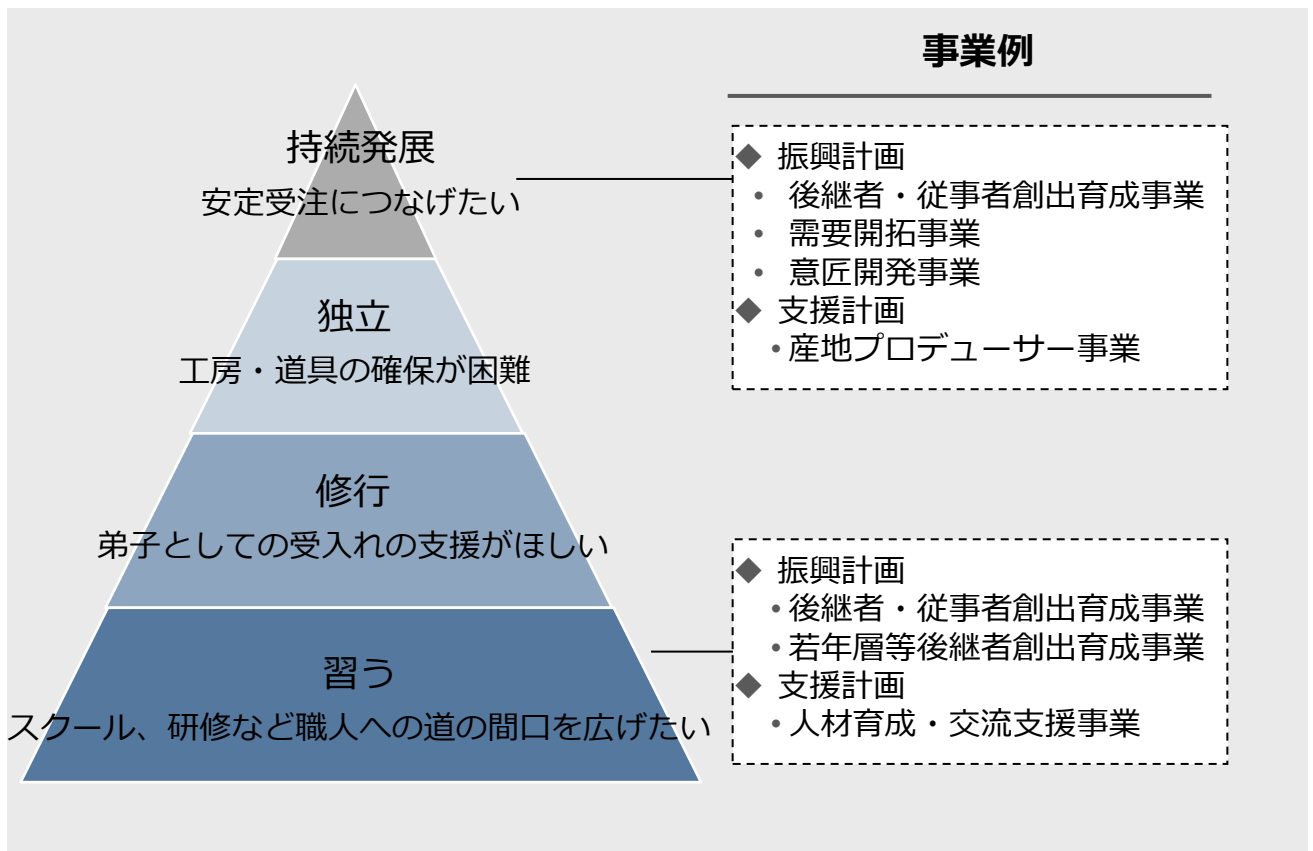 事業例
持続発展
安定受注につなげたい
独立
工房・道具の確保が困難
修行
弟子としての受入れの支援がほしい
習う
スクール、研修など職人への道の間口を広げたい
◆ 振興計画
• 後継者・従事者創出育成事業
• 需要開拓事業
• 意匠開発事業
◆ 支援計画
•産地プロデューサー事業
◆ 振興計画
•後継者・従事者創出育成事業
•若年層等後継者創出育成事業
◆ 支援計画
•人材育成・交流支援事業